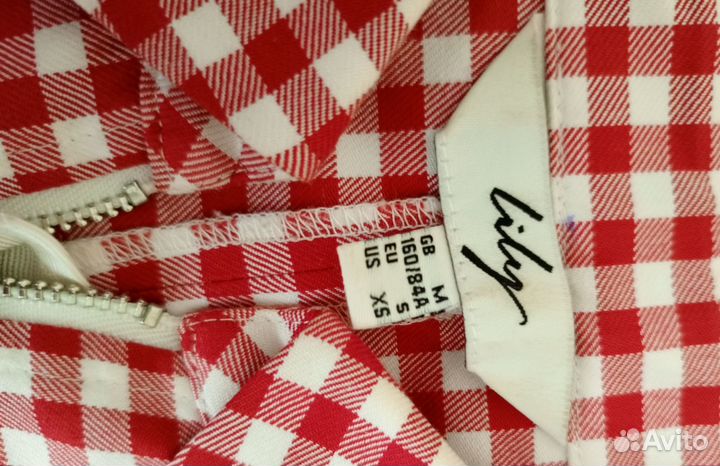 lily
GB M
160/84A
EU S
US XS
Avito